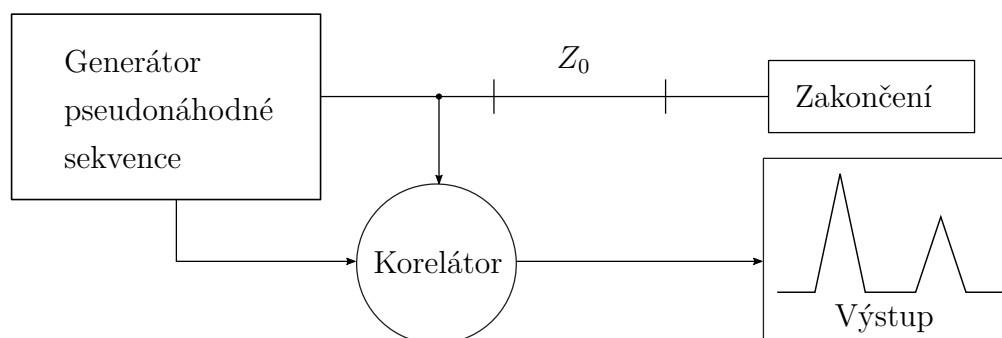 Generátor
pseudonáhodné
sekvence
Z0
Zakončení
Korelátor
Výstup